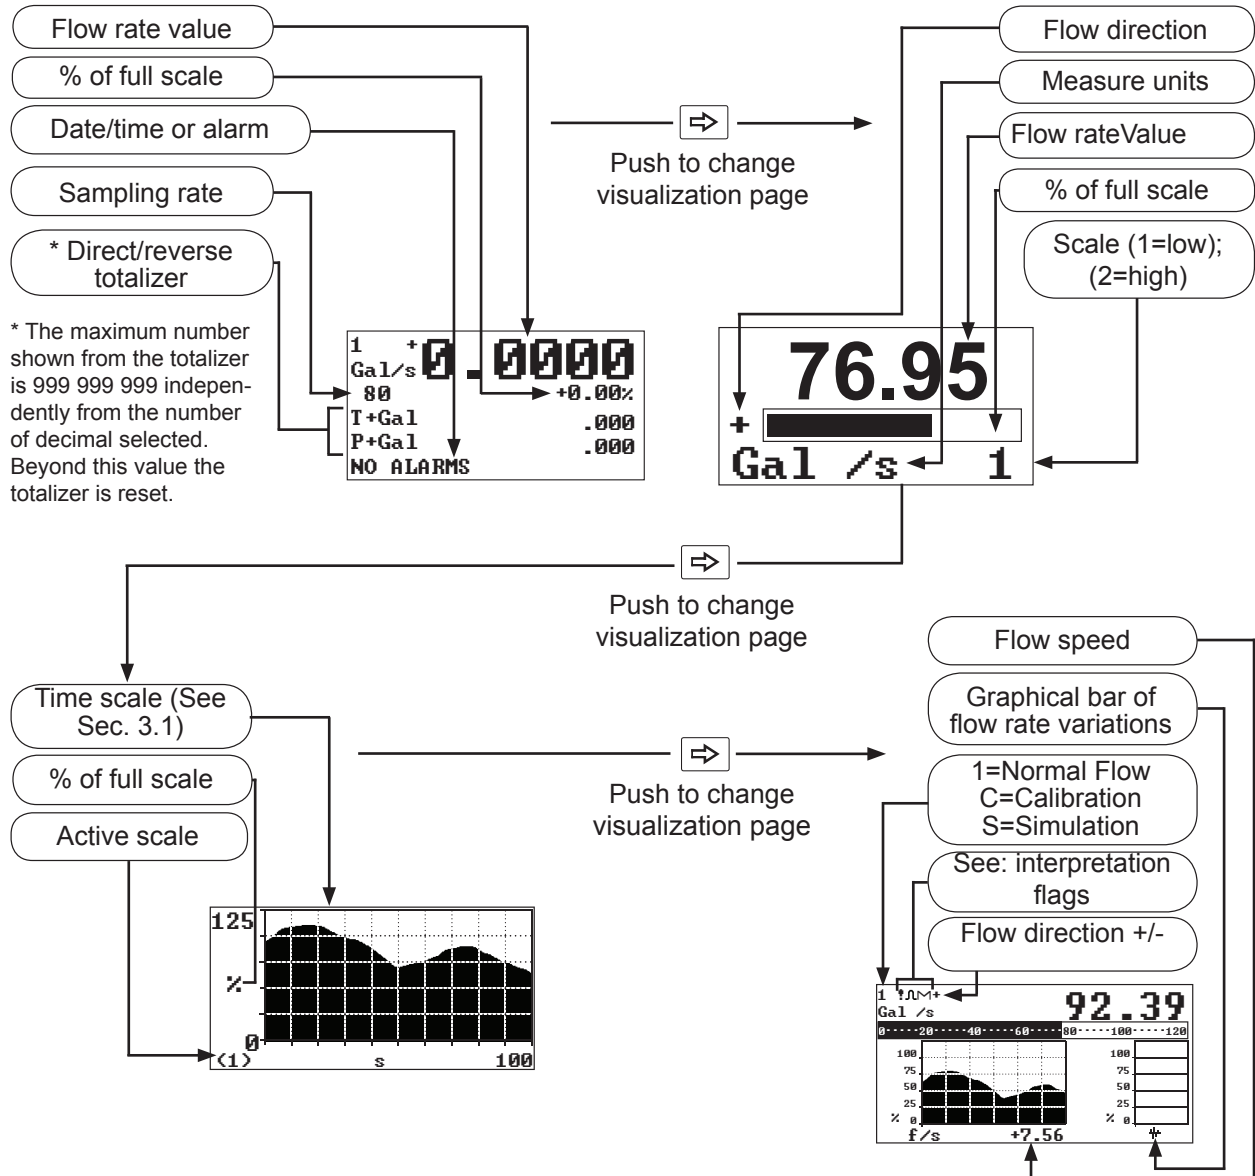 Flow rate value
% of full scale
Date/time or alarm
Sampling rate
* Direct/reverse
totalizer
* The maximum number
shown from the totalizer
is 999 999 999 indepen-
dently from the number
of decimal selected.
Beyond this value the
totalizer is reset.
1 +
0.0000
Gal/s
80 +0.00%
T+Gal .000
P+Gal .000
NO ALARMS
Push to change
visualization page
Flow direction
Measure units
Flow rateValue
% of full scale
Scale (1=low);
(2=high)
76.95
+
Gal /s 1
Push to change
visualization page
Time scale (See
Sec. 3.1)
% of full scale
Active scale
125
%
0
(1) s 100
Push to change
visualization page
Flow speed
Graphical bar of
flow rate variations
1=Normal Flow
C=Calibration
S=Simulation
See: interpretation
flags
Flow direction +/-
1 !ЛM+
Gal /s
92.39
0·····20·····40·····60·····80·····100·····120
100
75
50
25
% 0
f/s +7.56
100
75
50
25
% 0